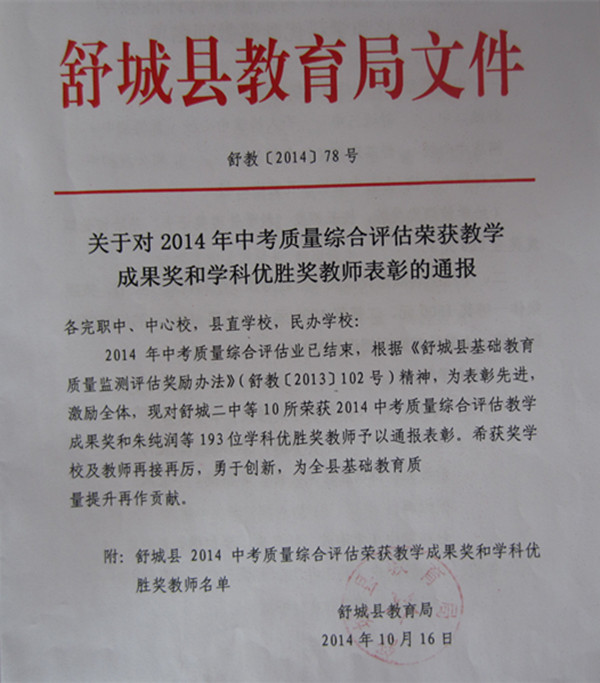 舒城县教育局文件
舒教〔2014〕78号
关于对2014年中考质量综合评估荣获教学
成果奖和学科优胜奖教师表彰的通报
各完职中、中心校，县直学校，民办学校：
2014 年中考质量综合评估业已结束，根据《舒城县基础教育
质量监测评估奖励办法》（舒教〔2013〕102号）精神，为表彰先进，
激励全体，现对舒城二中等10所荣获2014中考质量综合评估教学
成果奖和朱纯润等193位学科优胜奖教师予以通报表彰。希获奖学
校及教师再接再厉，勇于创新，为全县基础教育质
量提升再作贡献。
附：舒城县 2014 中考质量综合评估荣获教学成果奖和学科优
胜奖教师名单
舒城县教育局
2014年10月16日